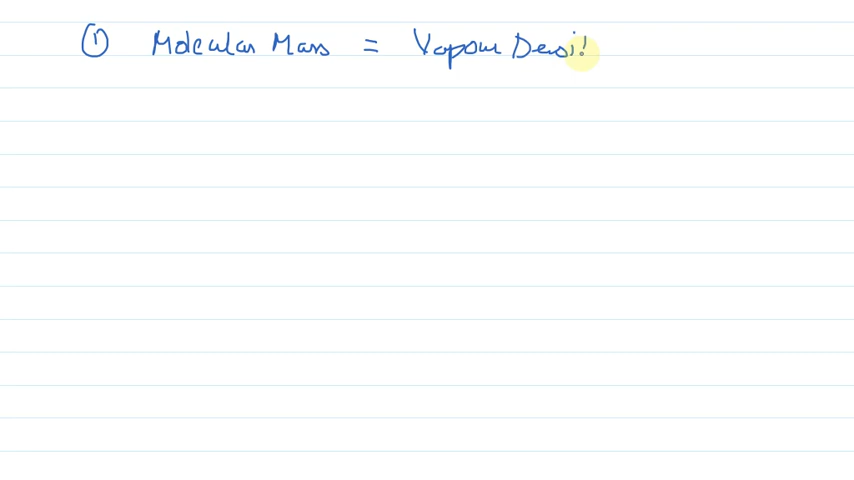 ① Molecular Mass = Vapour Densi